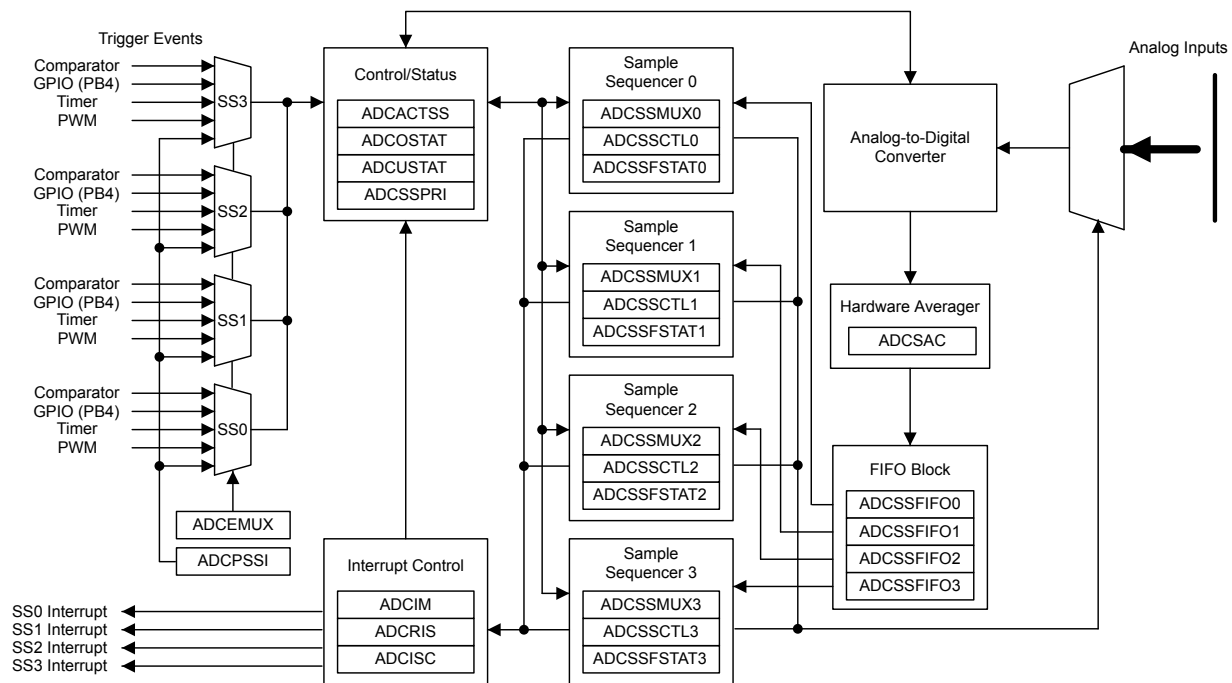 Trigger Events
Comparator
GPIO (PB4)
Timer
PWM
SS3
Comparator
GPIO (PB4)
Timer
PWM
SS2
Comparator
GPIO (PB4)
Timer
PWM
SS1
Comparator
GPIO (PB4)
Timer
PWM
SS0
ADCEMUX
ADCPSSI
SS0 Interrupt
SS1 Interrupt
SS2 Interrupt
SS3 Interrupt
Control/Status
ADCACTSS
ADCOSTAT
ADCUSTAT
ADCSSPRI
Interrupt Control
ADCIM
ADCRIS
ADCISC
Sample
Sequencer 0
ADCSSMUX0
ADCSSCTL0
ADCSSFSTAT0
Sample
Sequencer 1
ADCSSMUX1
ADCSSCTL1
ADCSSFSTAT1
Sample
Sequencer 2
ADCSSMUX2
ADCSSCTL2
ADCSSFSTAT2
Sample
Sequencer 3
ADCSSMUX3
ADCSSCTL3
ADCSSFSTAT3
Analog-to-Digital
Converter
Hardware Averager
ADCSAC
FIFO Block
ADCSSFIFO0
ADCSSFIFO1
ADCSSFIFO2
ADCSSFIFO3
Analog Inputs